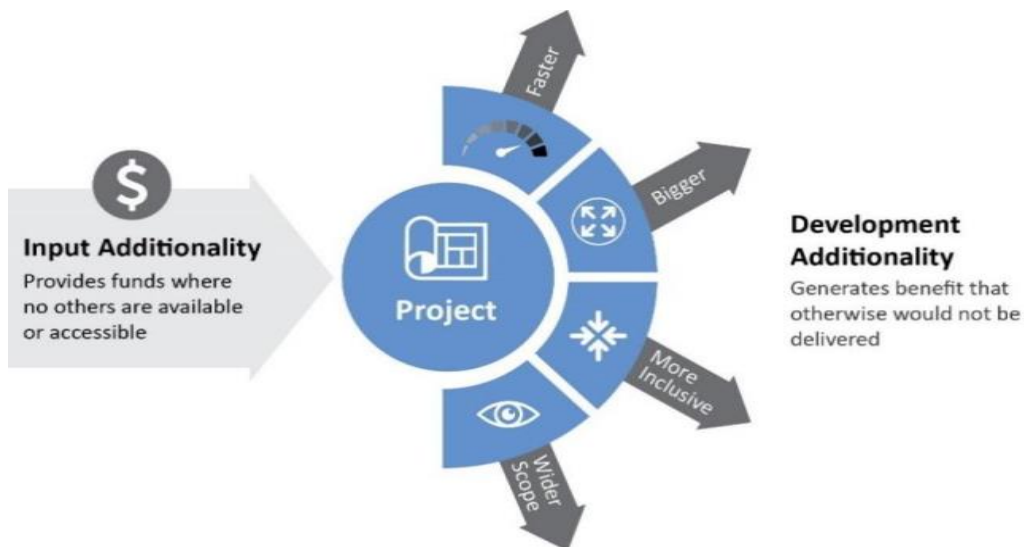 $
Input Additionality
Provides funds where
no others are available
or accessible
Project
Faster
Bigger
More
Inclusive
Wider
Scope
Development
Additionality
Generates benefit that
otherwise would not be
delivered